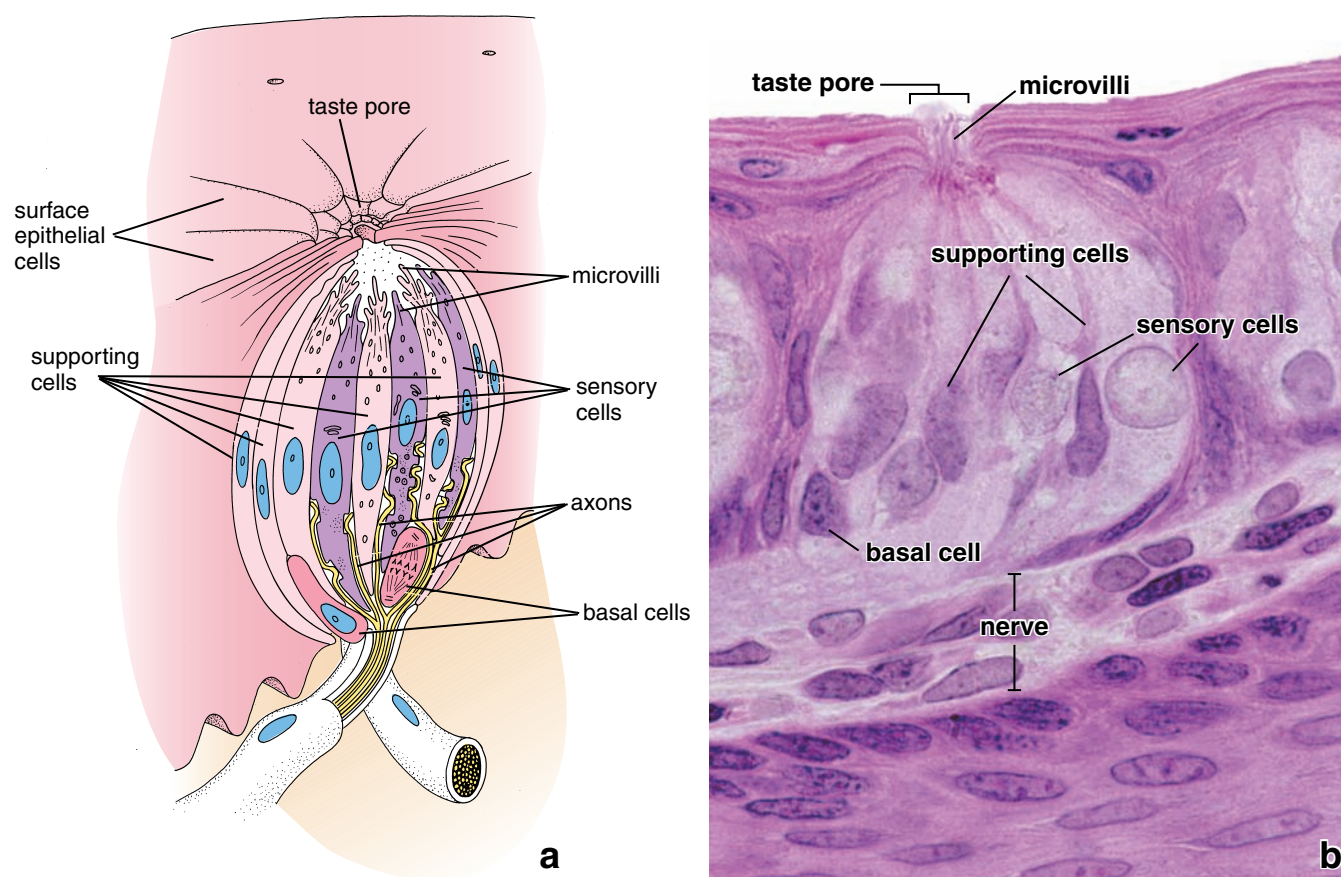 taste pore
surface
epithelial
cells
microvilli
supporting
cells
sensory
cells
axons
basal cells
a
taste pore
microvilli
supporting cells
sensory cells
basal cell
nerve
b